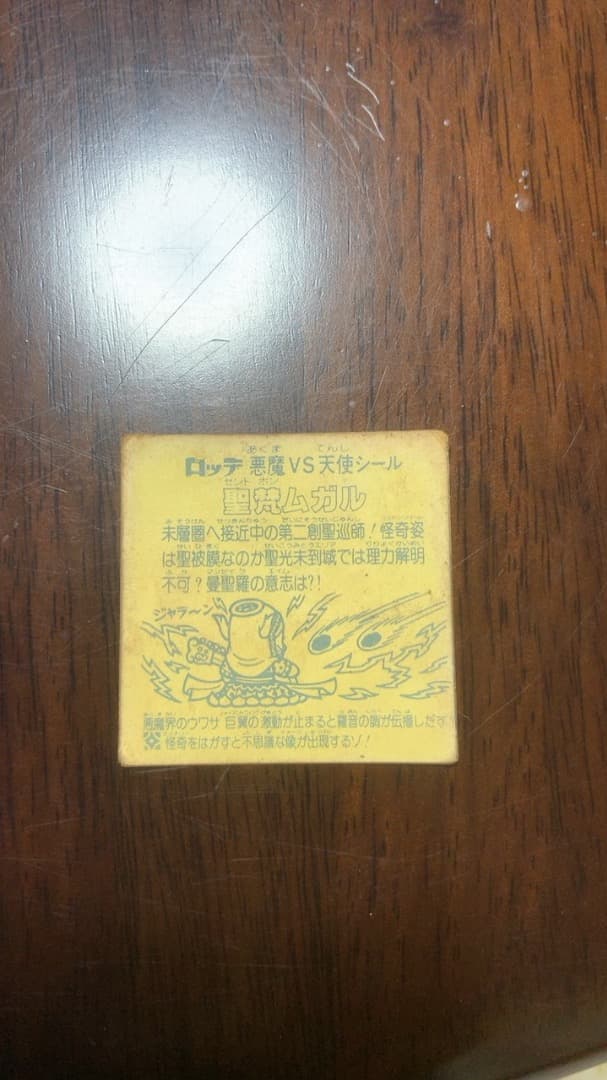 ロッテ 悪魔VS天使シール
聖梵ムガル
未層圏へ接近中の第二創聖巡師!怪奇姿
は聖被膜なのか聖光未到城では理力解明
不可?曼聖羅の意志は?!
ジャラ〜ン
悪魔界のウワサ 巨翼の激動が止まると羅音の嘀が伝播しだす
怪奇をはがすと不思議な像が出現するゾ!